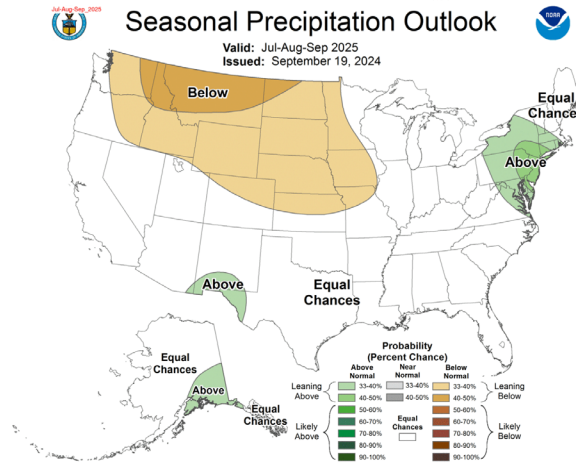 Jul-Aug-Sep_2025
Seasonal Precipitation Outlook
NOAA
Valid: Jul-Aug-Sep 2025
Issued: September 19, 2024
Below
Equal
Chances
Above
Above
Equal
Chances
Equal
Chances
Above
Equal
Chances
Probability
(Percent Chance)
Above
Normal
Near
Normal
Below
Normal
Leaning
Above
33-40% 33-40% 33-40%
40-50% 40-50% 40-50%
Leaning
Below
Likely
Above
50-60% 50-60%
60-70% 60-70%
70-80% 70-80%
80-90% 80-90%
90-100% 90-100%
Equal
Chances
Likely
Below